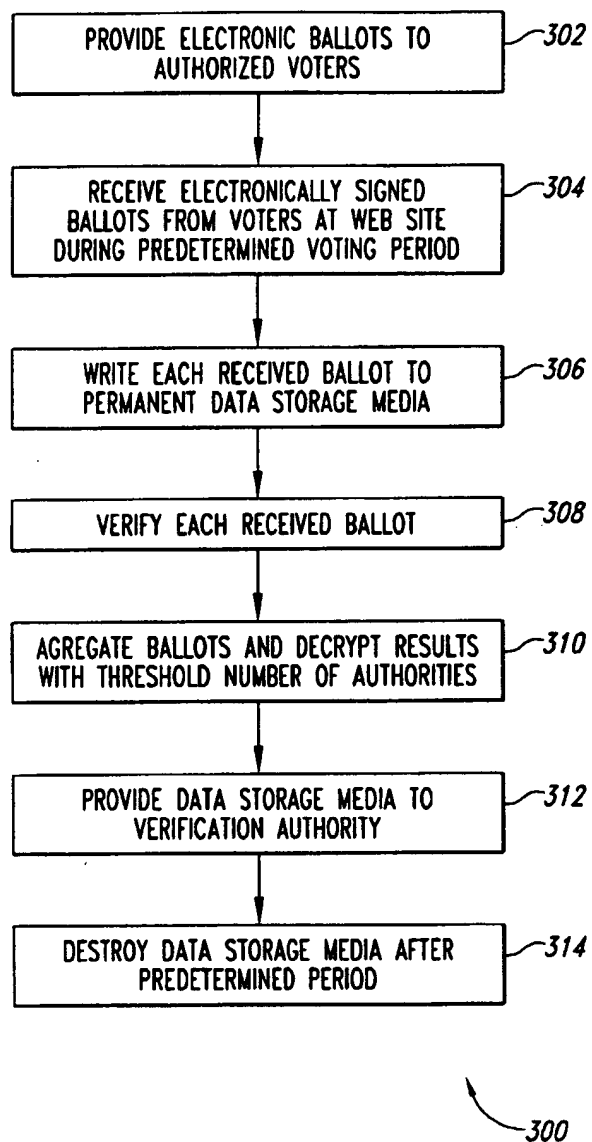 PROVIDE ELECTRONIC BALLOTS TO
AUTHORIZED VOTERS
302
RECEIVE ELECTRONICALLY SIGNED
BALLOTS FROM VOTERS AT WEB SITE
DURING PREDETERMINED VOTING PERIOD
304
WRITE EACH RECEIVED BALLOT TO
PERMANENT DATA STORAGE MEDIA
306
VERIFY EACH RECEIVED BALLOT
308
AGREGATE BALLOTS AND DECRYPT RESULTS
WITH THRESHOLD NUMBER OF AUTHORITIES
310
PROVIDE DATA STORAGE MEDIA TO
VERIFICATION AUTHORITY
312
DESTROY DATA STORAGE MEDIA AFTER
PREDETERMINED PERIOD
314
300